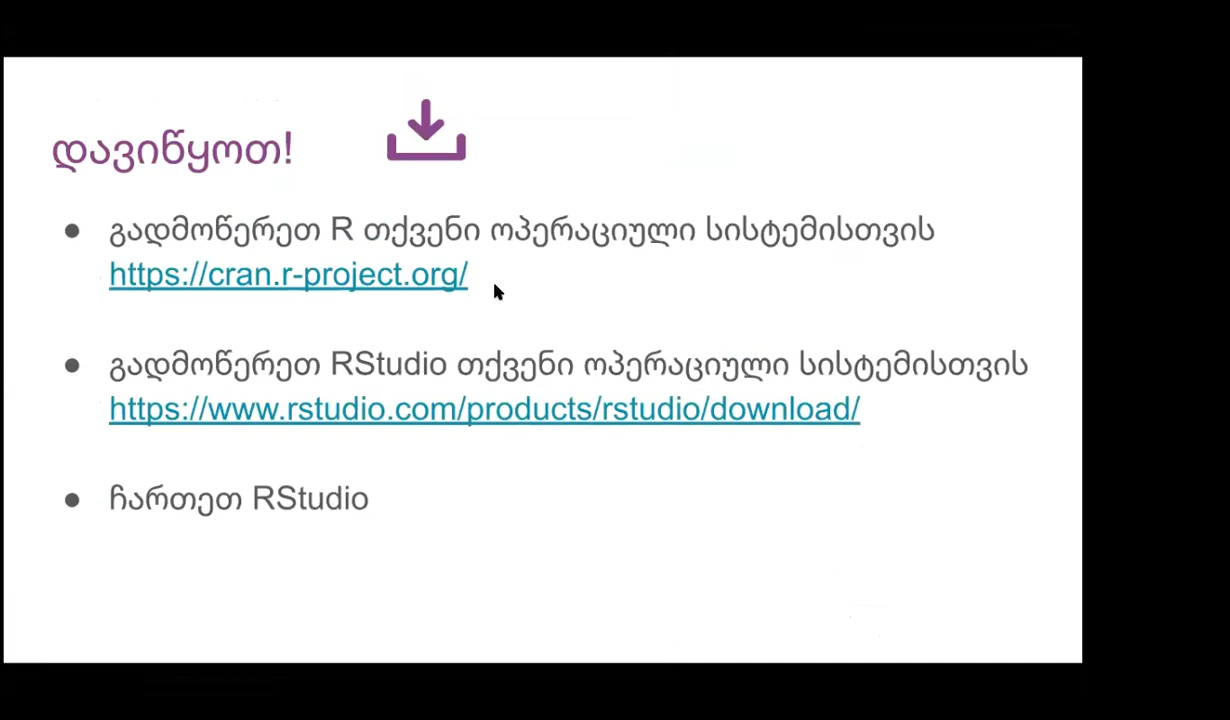 დავიწყოთ!
გადმოწერეთ R თქვენი ოპერაციული სისტემისთვის
https://cran.r-project.org/
გადმოწერეთ RStudio თქვენი ოპერაციული სისტემისთვის
https://www.rstudio.com/products/rstudio/download/
ჩართეთ RStudio